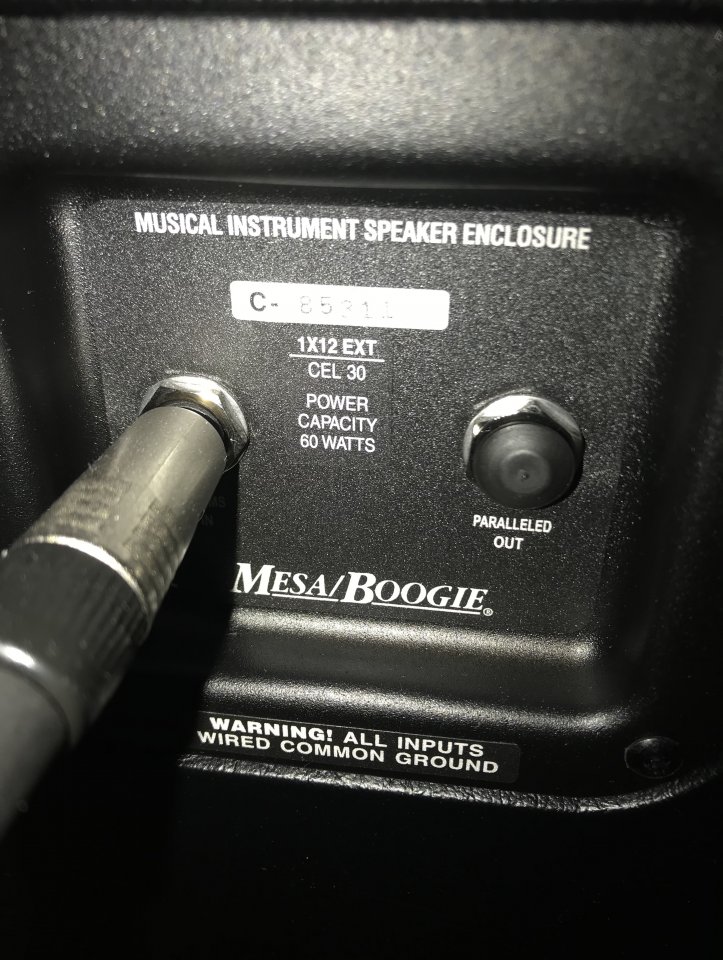 MUSICAL INSTRUMENT SPEAKER ENCLOSURE
C- 85311
1X12 EXT
CEL 30
POWER
CAPACITY
60 WATTS
PARALLELED
OUT
MESA/BOOGIE®
WARNING! ALL INPUTS
WIRED COMMON GROUND